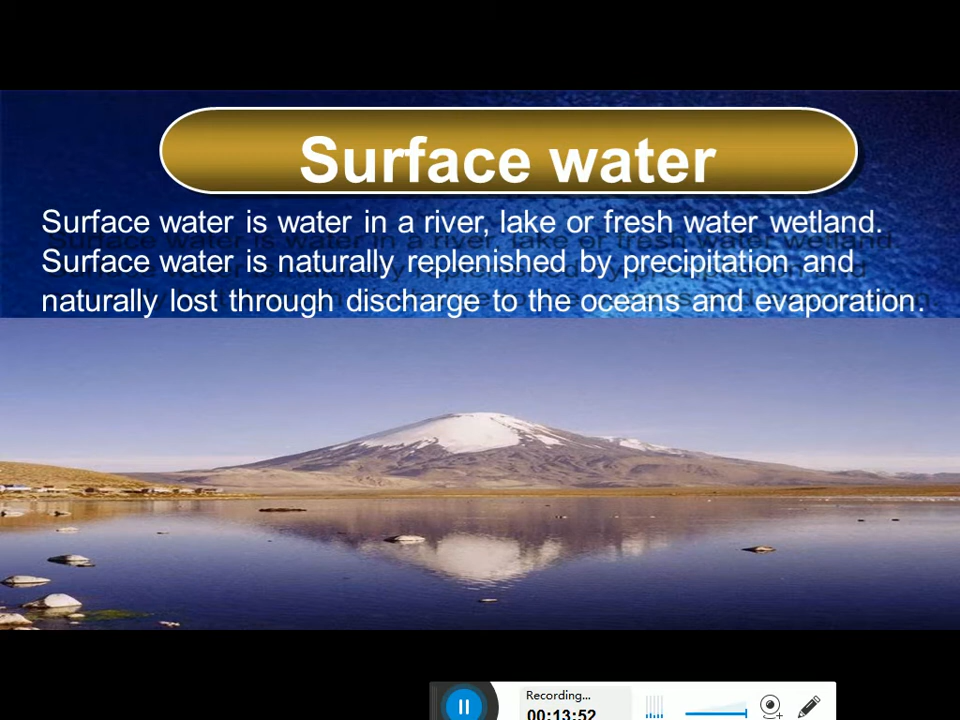 Surface water
Surface water is water in a river, lake or fresh water wetland.
Surface water is naturally replenished by precipitation and
naturally lost through discharge to the oceans and evaporation.
Recording...
00:13:52